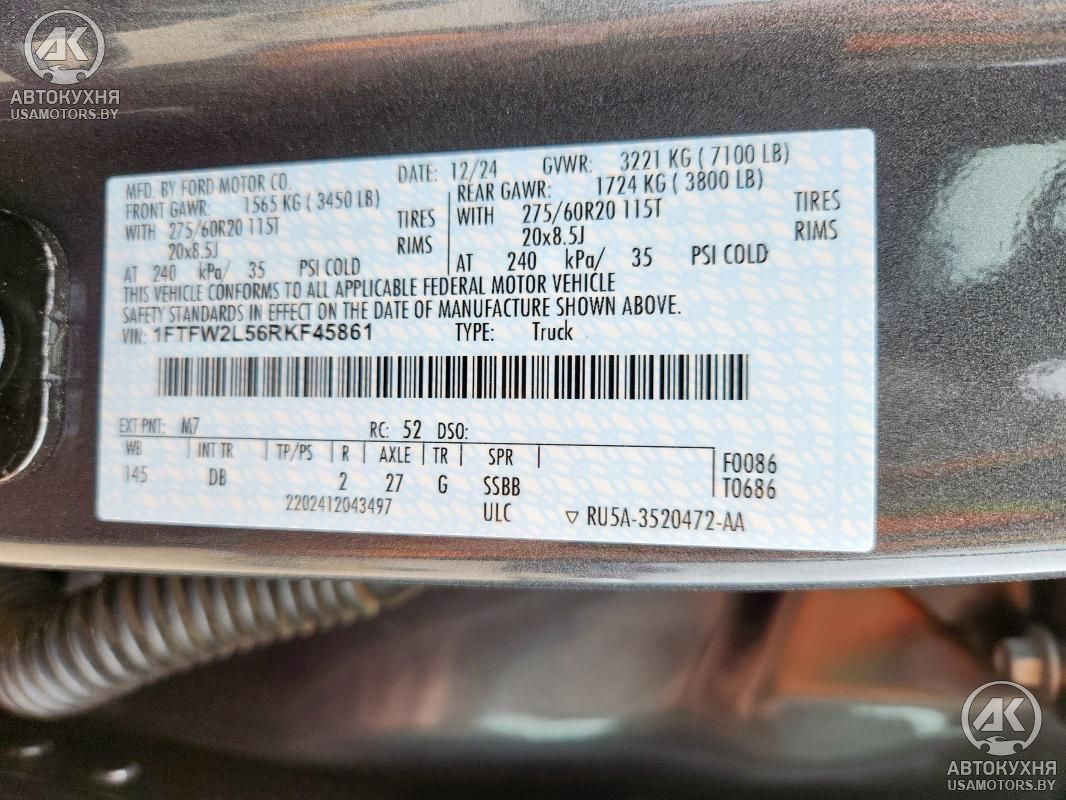 АК
АВТОКУХНЯ
USAMOTORS.BY
MFD. BY FORD MOTOR CO. DATE: 12/24 GVWR: 3221 KG ( 7100 LB)
FRONT GAWR: 1565 KG ( 3450 LB) REAR GAWR: 1724 KG ( 3800 LB)
WITH 275/60R20 115T TIRES WITH 275/60R20 115T TIRES
20x8.5J RIMS 20x8.5J RIMS
AT 240 kPa/ 35 PSI COLD AT 240 kPa/ 35 PSI COLD
THIS VEHICLE CONFORMS TO ALL APPLICABLE FEDERAL MOTOR VEHICLE
SAFETY STANDARDS IN EFFECT ON THE DATE OF MANUFACTURE SHOWN ABOVE.
VIN: 1FTFW2L56RKF45861 TYPE: Truck
EXT PNT: M7 RC: 52 DSO:
WB INT TR TP/PS R AXLE TR SPR F0086
145 DB 2 27 G SSBB T0686
2202412043497 ULC ▽ RU5A-3520472-AA
АК
АВТОКУХНЯ
USAMOTORS.BY